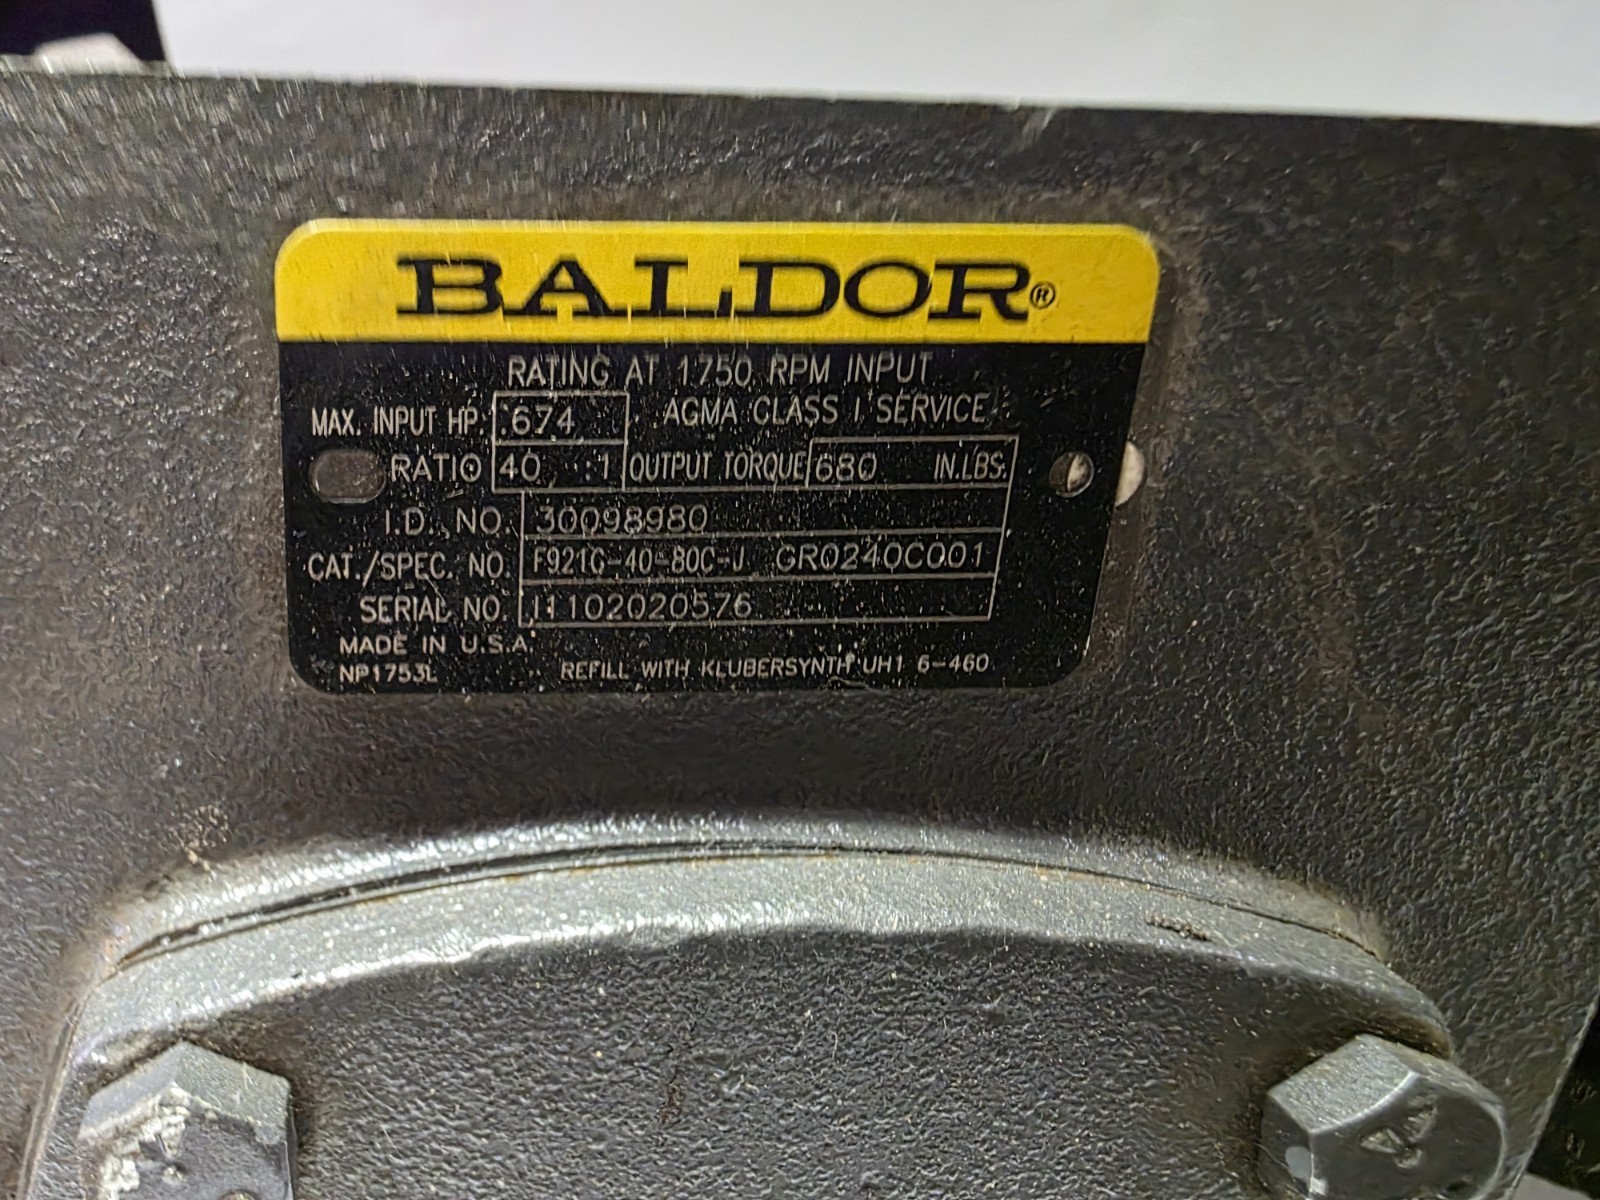 BALDOR®
RATING AT 1750 RPM INPUT
MAX. INPUT HP. .674 AGMA CLASS I SERVICE
RATIO 40 :1 OUTPUT TORQUE 680 IN.LBS.
I.D. NO. 30098980
CAT./SPEC. NO. F921G-40-80C-J GR0240C001
SERIAL NO. J1102020576
MADE IN U.S.A.
NP1753L REFILL WITH KLUBERSYNTH UH1 6-460